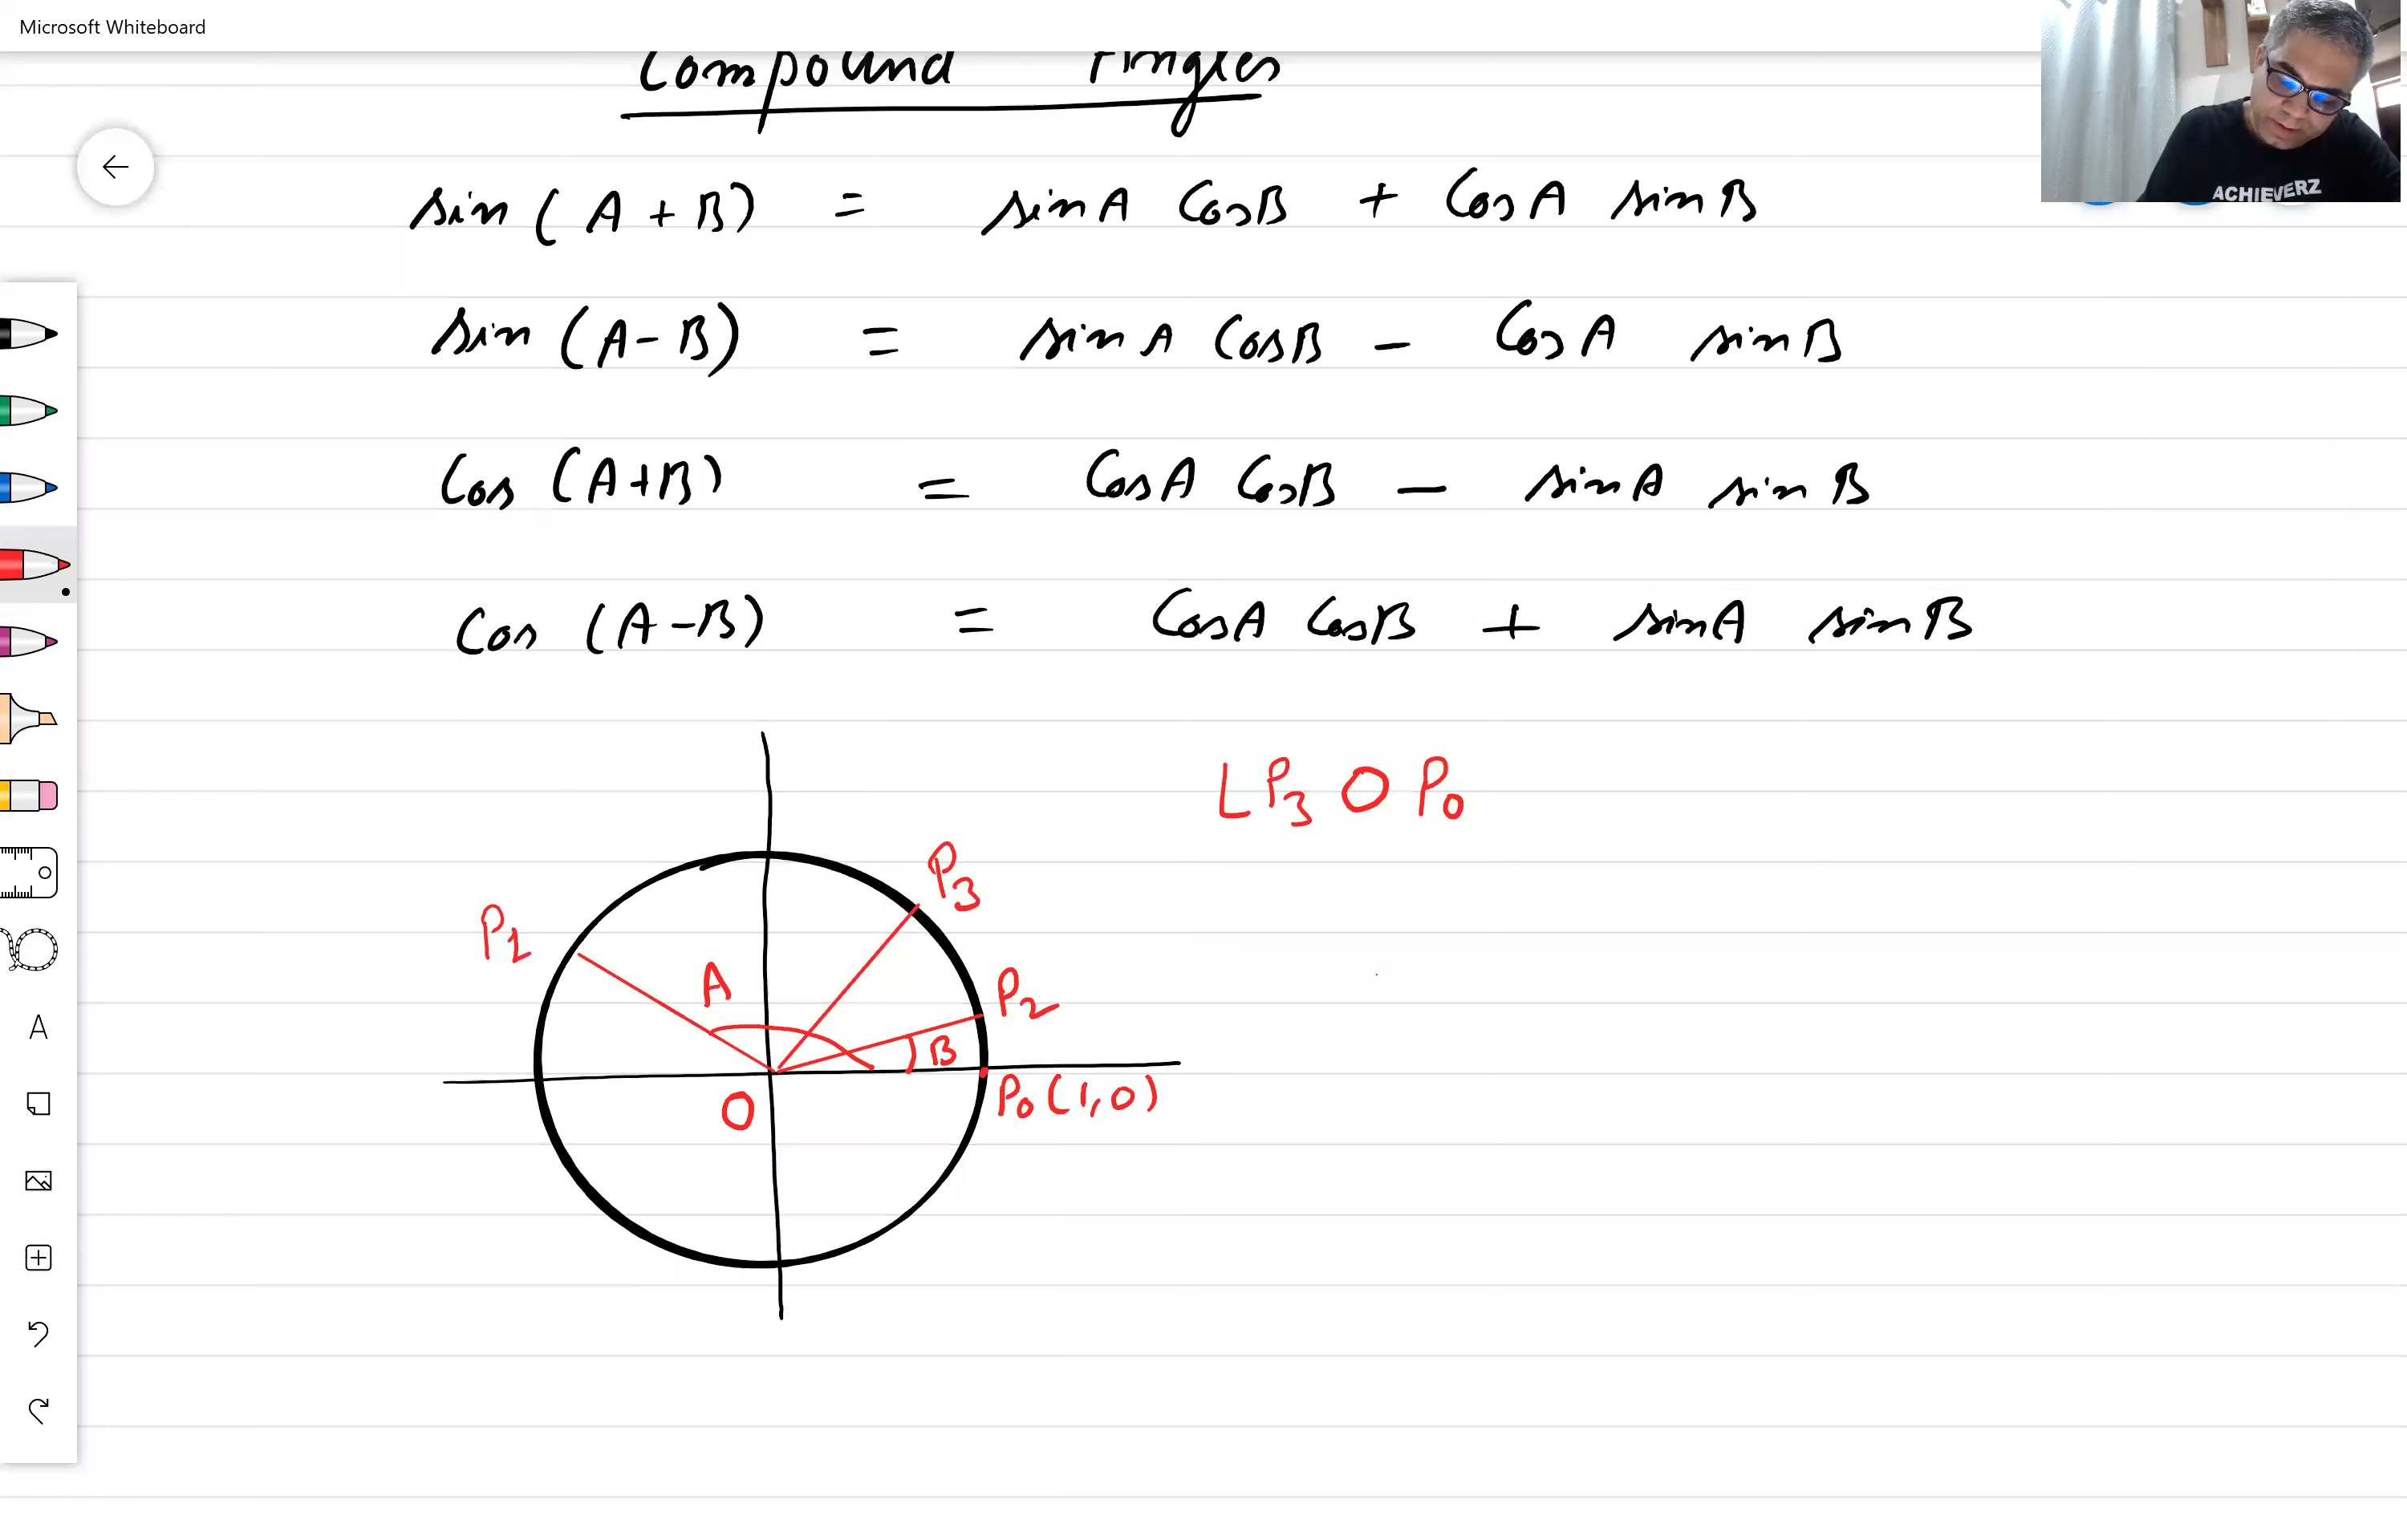 Microsoft Whiteboard
Compound Angles
sin (A + B) = sin A Cos B + Cos A sin B
sin (A - B) = sin A Cos B - Cos A sin B
Cos (A+B) = Cos A Cos B - sin A sin B
Cos (A - B) = Cos A Cos B + sin A sin B
∟P3 O P0
P3
P1
A
P2
B
O
P0 (1, 0)
ACHIEVERZ
A